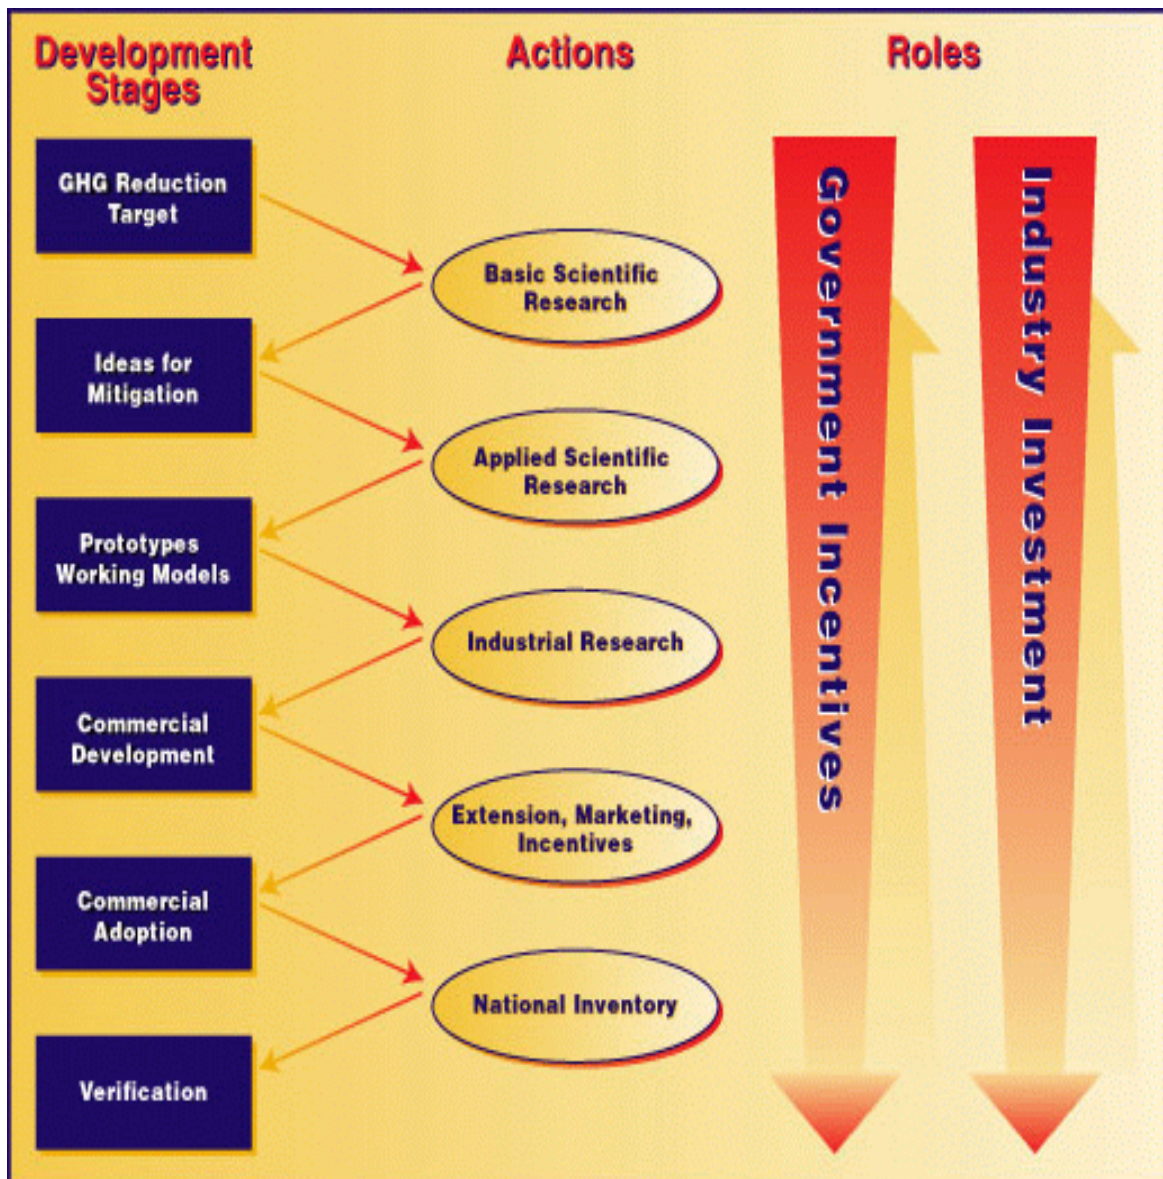 Development
Stages
Actions
Roles
GHG Reduction
Target
Basic Scientific
Research
Ideas for
Mitigation
Applied Scientific
Research
Prototypes
Working Models
Industrial Research
Commercial
Development
Extension, Marketing,
Incentives
Commercial
Adoption
National Inventory
Verification
Government Incentives
Industry Investment